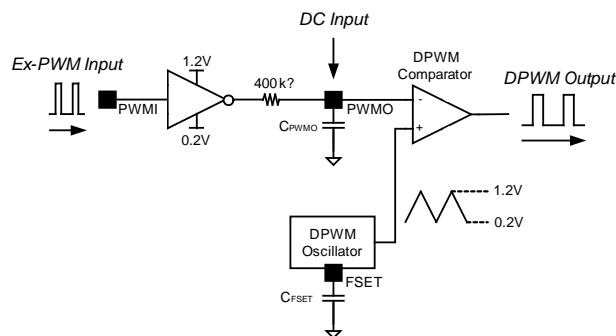 DC Input
Ex-PWM Input
1.2V
400k?
DPWM
Comparator
DPWM Output
PWMI
PWMO
-
+
0.2V
CPWMO
1.2V
0.2V
DPWM
Oscillator
FSET
CFSET